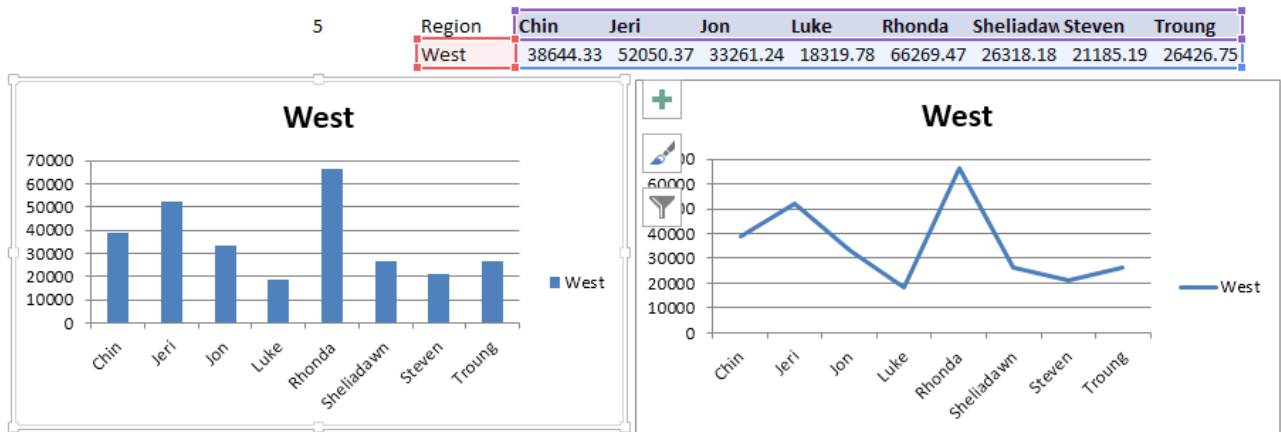 5 Region Chin Jeri Jon Luke Rhonda Sheliadawn Steven Troung
West 38644.33 52050.37 33261.24 18319.78 66269.47 26318.18 21185.19 26426.75
West
70000
60000
50000
40000
30000
20000
10000
0
Chin Jeri Jon Luke Rhonda Sheliadawn Steven Troung
West
West
60000
40000
30000
20000
10000
0
Chin Jeri Jon Luke Rhonda Sheliadawn Steven Troung
West